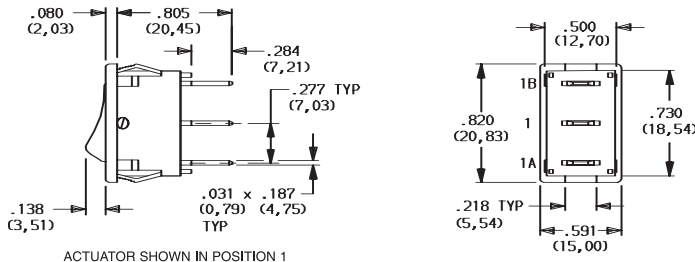 .080
(2,03)
.805
(20,45)
.284
(7,21)
.277 TYP
(7,03)
.031 x .187
(0,79) (4,75)
TYP
.138
(3,51)
ACTUATOR SHOWN IN POSITION 1
.500
(12,70)
1B
1
1A
.820
(20,83)
.730
(18,54)
.218 TYP
(5,54)
.591
(15,00)